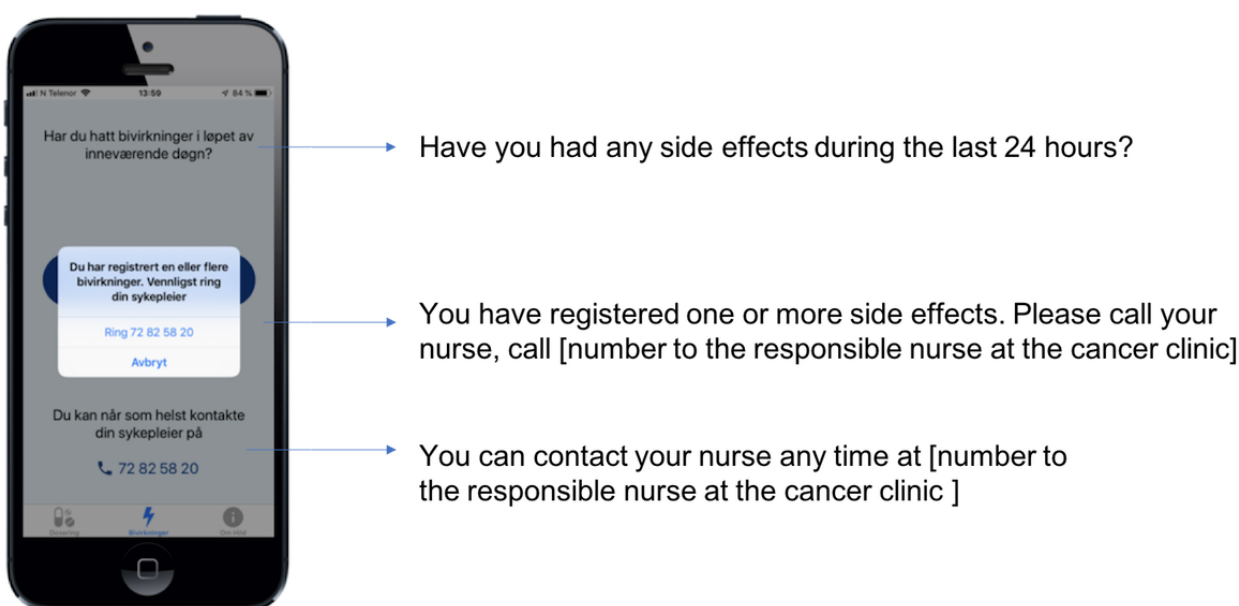 N Telenor 13:59 84 %
Har du hatt bivirkninger i løpet av
inneværende døgn?
Have you had any side effects during the last 24 hours?
Du har registrert en eller flere
bivirkninger. Vennligst ring
din sykepleier
Ring 72 82 58 20
Avbryt
You have registered one or more side effects. Please call your
nurse, call [number to the responsible nurse at the cancer clinic]
Du kan når som helst kontakte
din sykepleier på
72 82 58 20
You can contact your nurse any time at [number to
the responsible nurse at the cancer clinic ]
Dosering Bivirkninger Om Hild